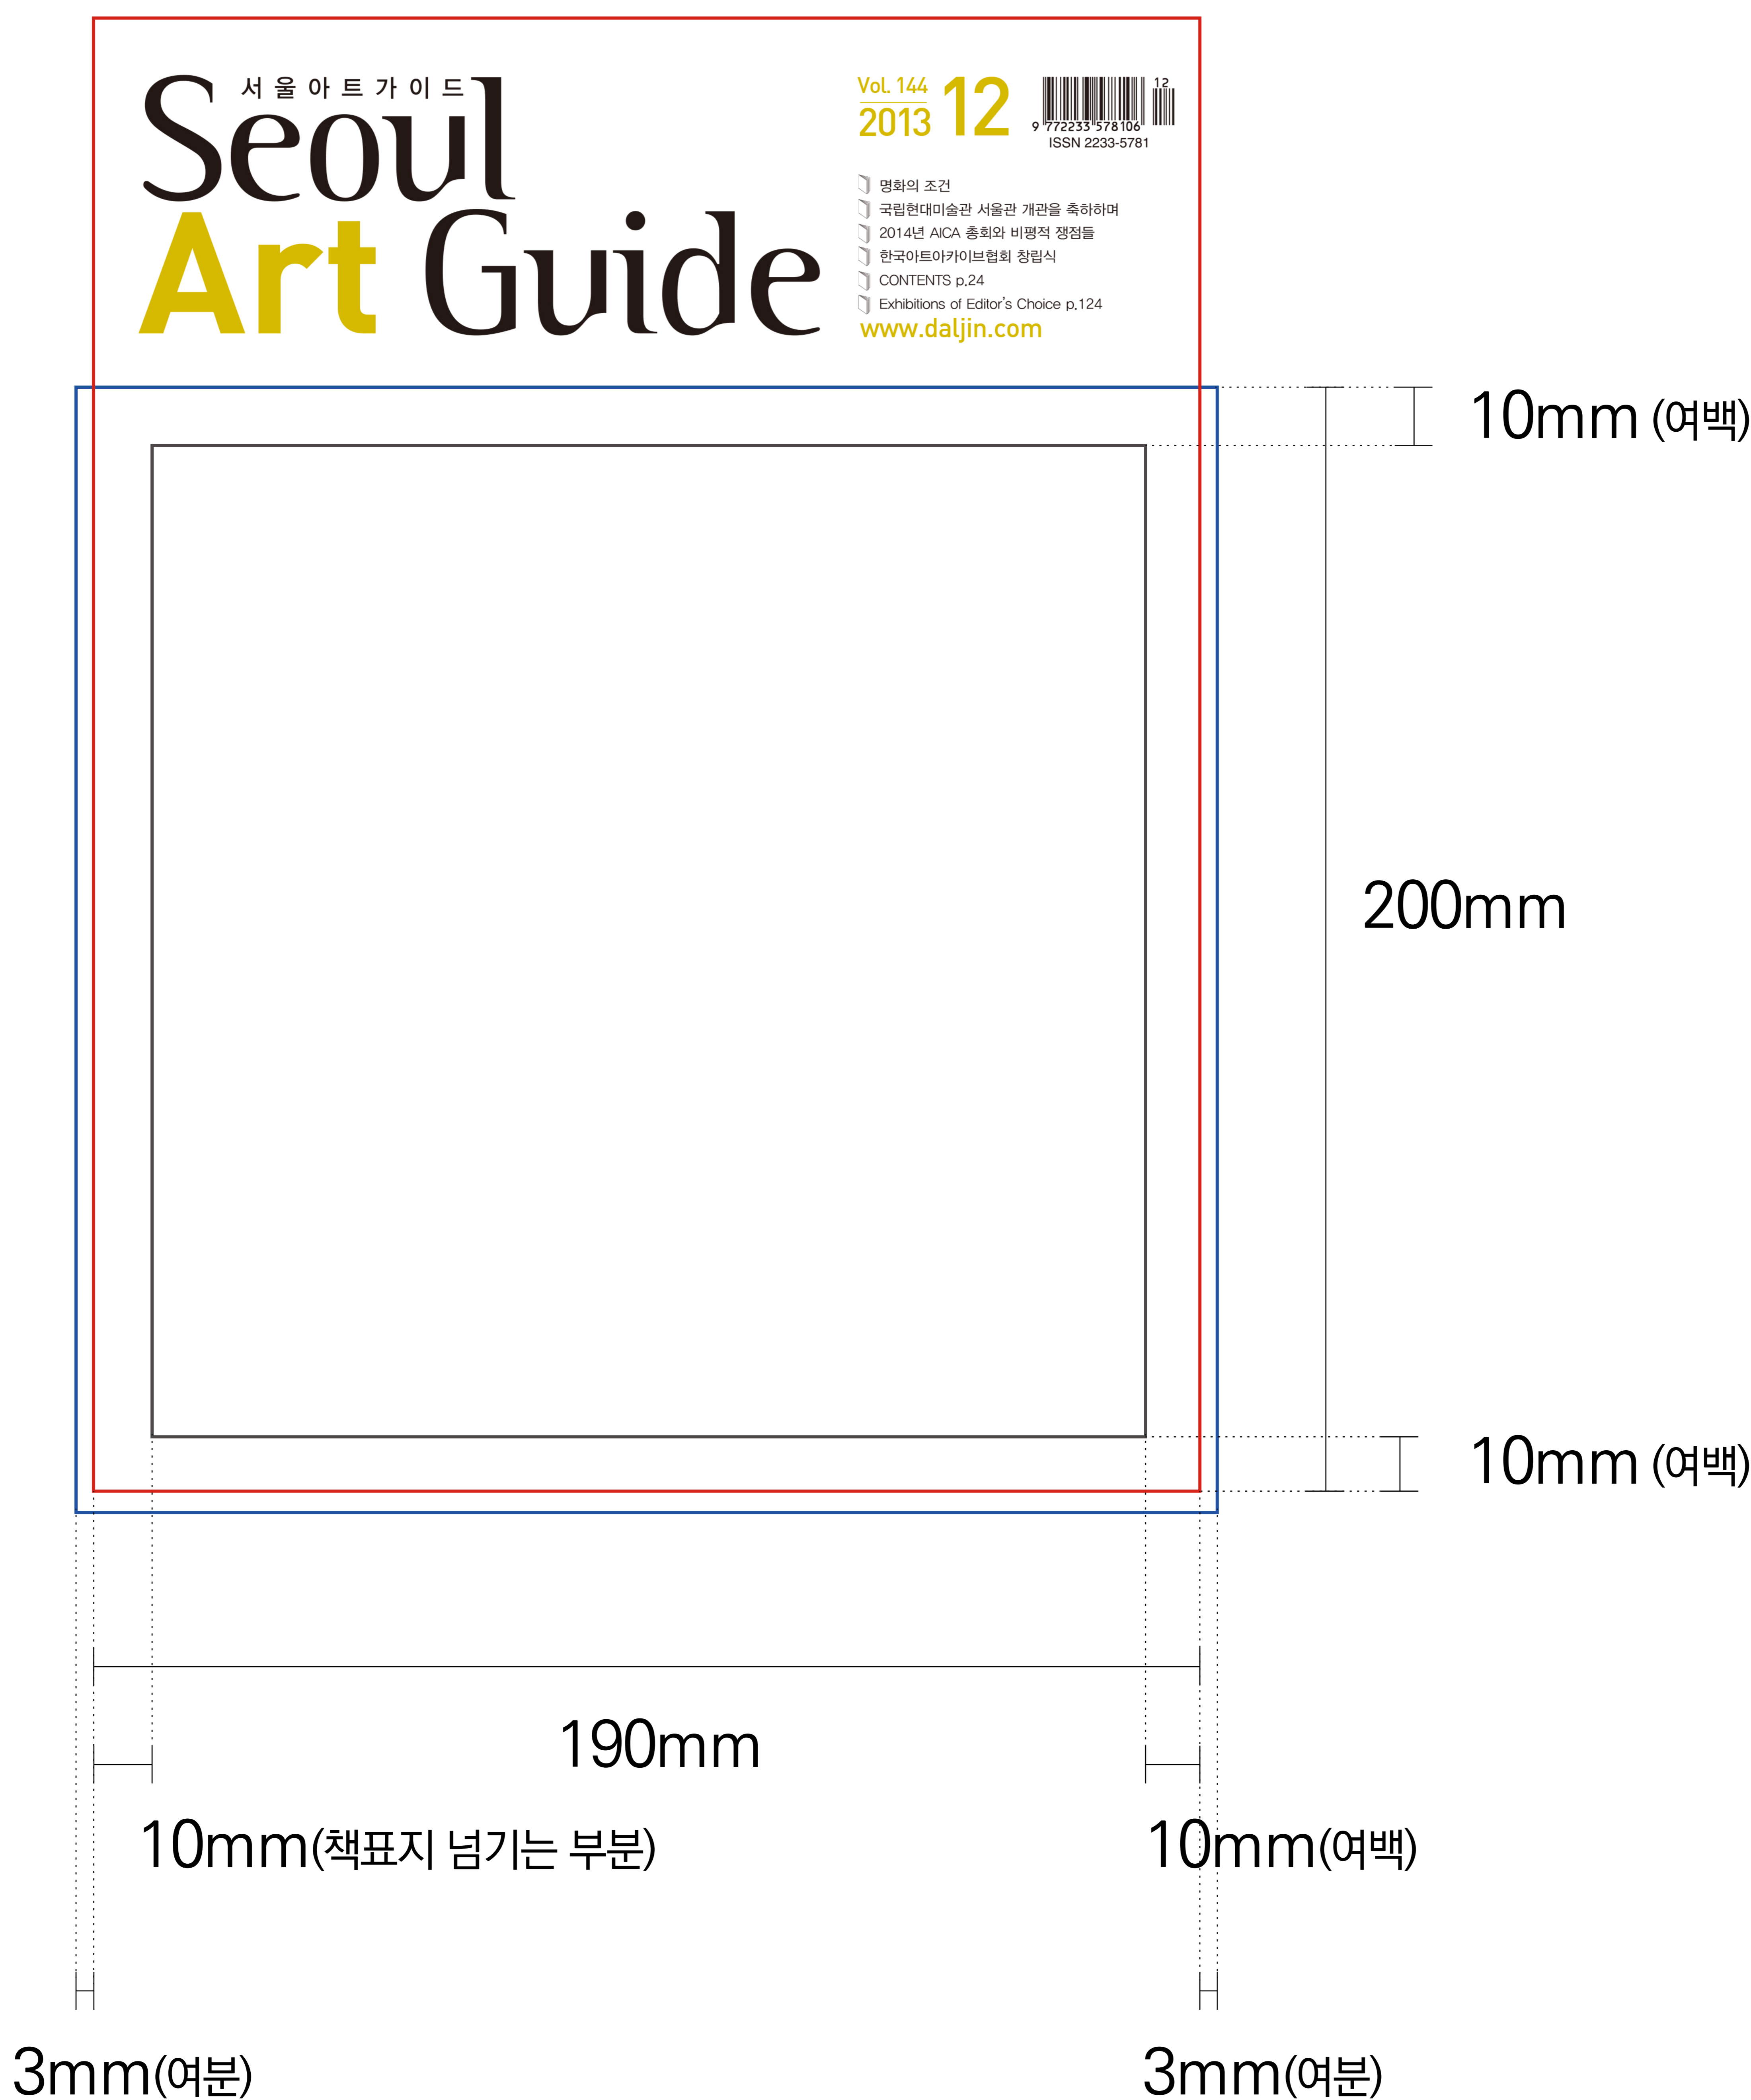 서울아트가이드
Seoul
Art Guide
Vol. 144
2013 12
12
9 772233 578106
ISSN 2233-5781
명화의 조건
국립현대미술관 서울관 개관을 축하하며
2014년 AICA 총회와 비평적 쟁점들
한국아트아카이브협회 창립식
CONTENTS p.24
Exhibitions of Editor's Choice p.124
www.daljin.com
10mm (여백)
200mm
10mm (여백)
190mm
10mm(책표지 넘기는 부분)
10mm(여백)
3mm(여분)
3mm(여분)